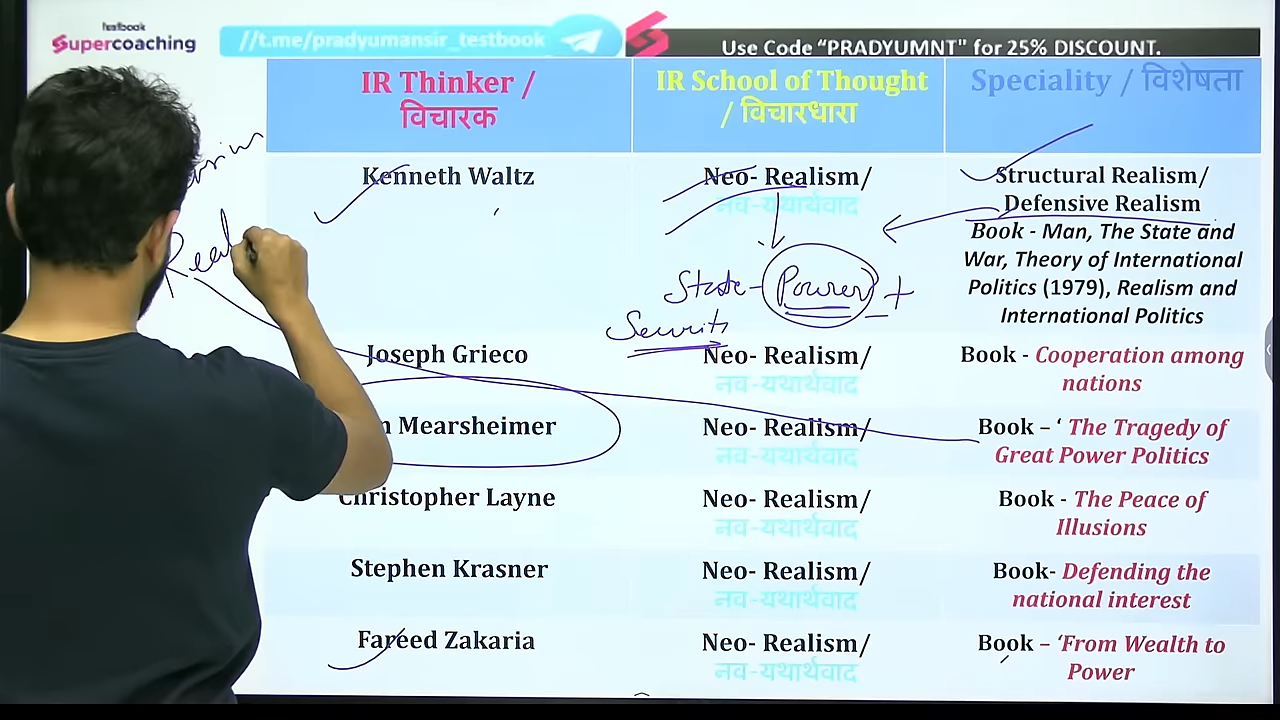 testbook
Supercoaching
//t.me/pradyumansir_testbook
Use Code “PRADYUMNT" for 25% DISCOUNT.
IR Thinker /
विचारक
IR School of Thought
/ विचारधारा
Speciality / विशेषता
Kenneth Waltz
Neo- Realism/
नव-यथार्थवाद
Structural Realism/
Defensive Realism
Book - Man, The State and
War, Theory of International
Politics (1979), Realism and
International Politics
State - Power +
Security
Joseph Grieco
Neo- Realism/
नव-यथार्थवाद
Book - Cooperation among
nations
Mearsheimer
Neo- Realism/
नव-यथार्थवाद
Book – ‘ The Tragedy of
Great Power Politics
Christopher Layne
Neo- Realism/
नव-यथार्थवाद
Book - The Peace of
Illusions
Stephen Krasner
Neo- Realism/
नव-यथार्थवाद
Book- Defending the
national interest
Fareed Zakaria
Neo- Realism/
नव-यथार्थवाद
Book – ‘From Wealth to
Power